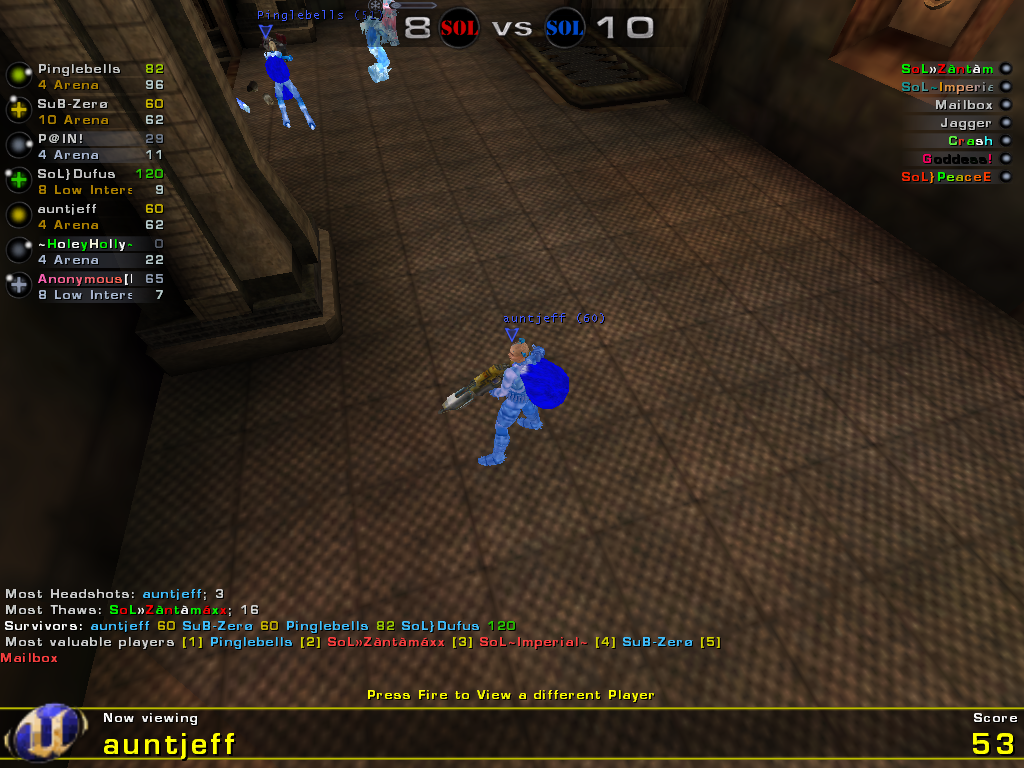 Pinglebells (51)
8 SOL vs SOL 10
Pinglebells 82
4 Arena 96
SuB-Zerø 60
10 Arena 62
P@IN! 29
4 Arena 11
SoL}Dufus 120
8 Low Inters 9
auntjeff 60
4 Arena 62
~HoleyHolly~ 0
4 Arena 22
Anonymous[ 65
8 Low Inters 7
SoL»Zàntàm
SoL~Imperia
Mailbox
Jagger
Crash
Goddess!
SoL}PeaceE
auntjeff (60)
Most Headshots: auntjeff; 3
Most Thaws: SoL»Zàntàmáxx; 16
Survivors: auntjeff 60 SuB-Zerø 60 Pinglebells 82 SoL}Dufus 120
Most valuable players [1] Pinglebells [2] SoL»Zàntàmáxx [3] SoL~Imperial~ [4] SuB-Zerø [5]
Mailbox
Press Fire to View a different Player
Now viewing
auntjeff
Score
53